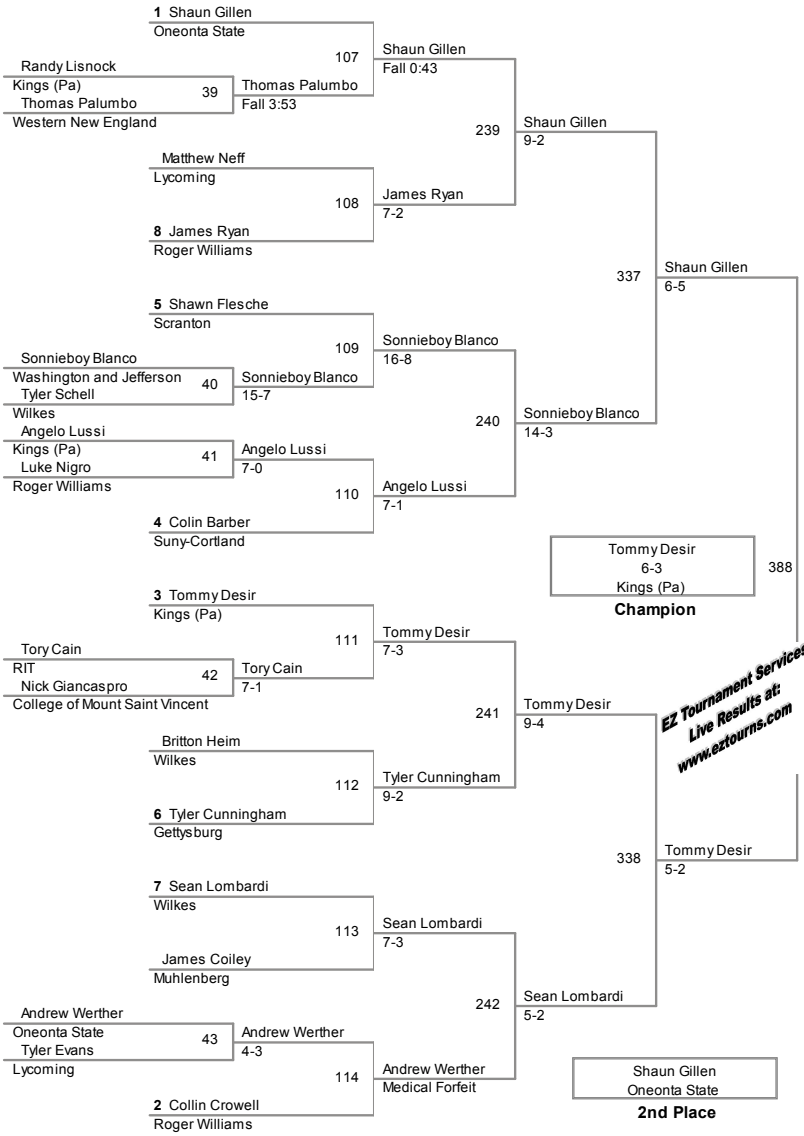 1 Shaun Gillen
Oneonta State
107
Shaun Gillen
Fall 0:43
Randy Lisnock
Kings (Pa)
39
Thomas Palumbo
Western New England
Thomas Palumbo
Fall 3:53
239
Shaun Gillen
9-2
Matthew Neff
Lycoming
108
James Ryan
7-2
8 James Ryan
Roger Williams
337
Shaun Gillen
6-5
5 Shawn Flesche
Scranton
109
Sonnieboy Blanco
16-8
Sonnieboy Blanco
Washington and Jefferson
40
Tyler Schell
Wilkes
Sonnieboy Blanco
15-7
240
Sonnieboy Blanco
14-3
Angelo Lussi
Kings (Pa)
41
Luke Nigro
Roger Williams
Angelo Lussi
7-0
110
Angelo Lussi
7-1
4 Colin Barber
Suny-Cortland
Tommy Desir
6-3
Kings (Pa)
Champion
388
3 Tommy Desir
Kings (Pa)
111
Tommy Desir
7-3
Tory Cain
RIT
42
Nick Giancaspro
College of Mount Saint Vincent
Tory Cain
7-1
241
Tommy Desir
9-4
EZ Tournament Services
Live Results at:
www.eztourns.com
Britton Heim
Wilkes
112
Tyler Cunningham
9-2
6 Tyler Cunningham
Gettysburg
338
Tommy Desir
5-2
7 Sean Lombardi
Wilkes
113
Sean Lombardi
7-3
James Coiley
Muhlenberg
242
Sean Lombardi
5-2
Andrew Werther
Oneonta State
43
Tyler Evans
Lycoming
Andrew Werther
4-3
114
Andrew Werther
Medical Forfeit
2 Collin Crowell
Roger Williams
Shaun Gillen
Oneonta State
2nd Place